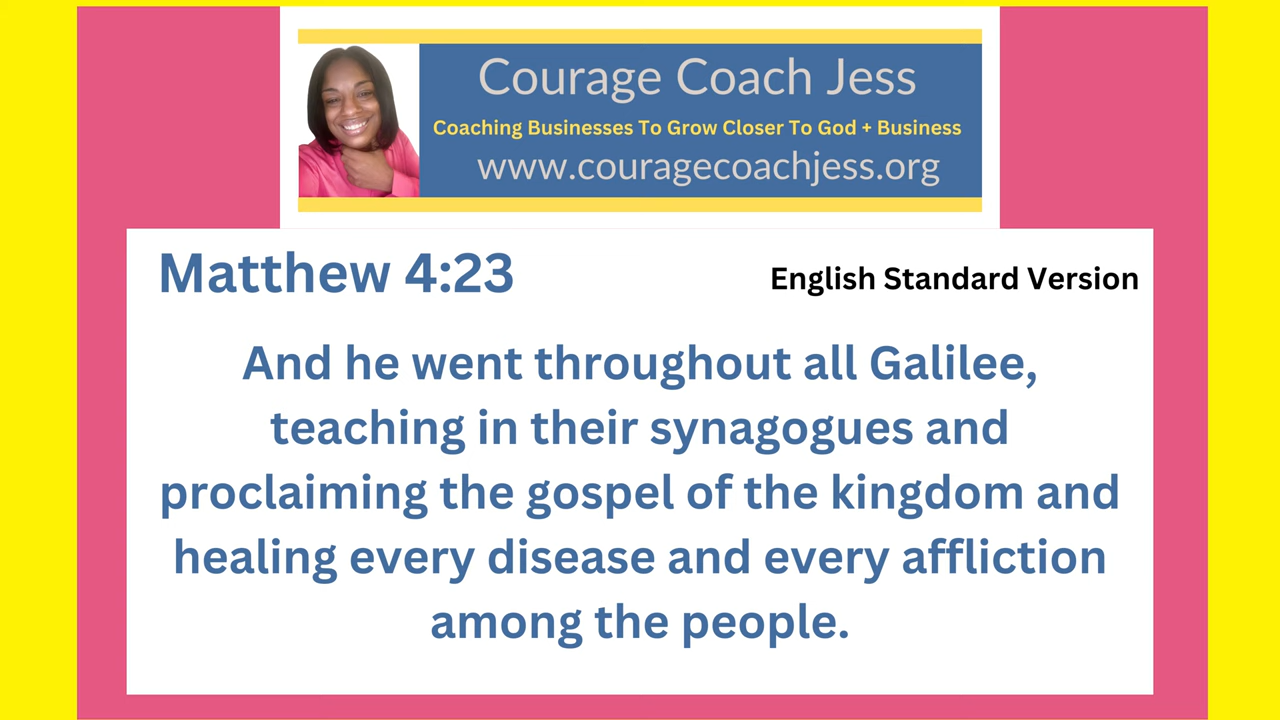 Courage Coach Jess
Coaching Businesses To Grow Closer To God + Business
www.couragecoachjess.org
Matthew 4:23
English Standard Version
And he went throughout all Galilee,
teaching in their synagogues and
proclaiming the gospel of the kingdom and
healing every disease and every affliction
among the people.